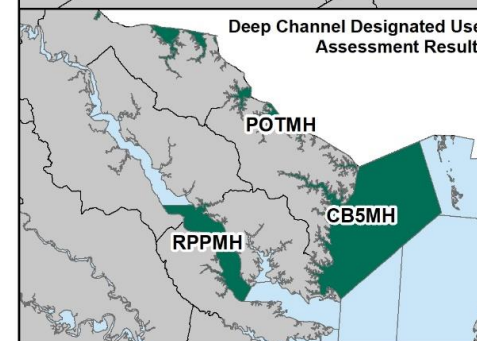 Deep Channel Designated Use
Assessment Result
POTMH
CB5MH
RPPMH